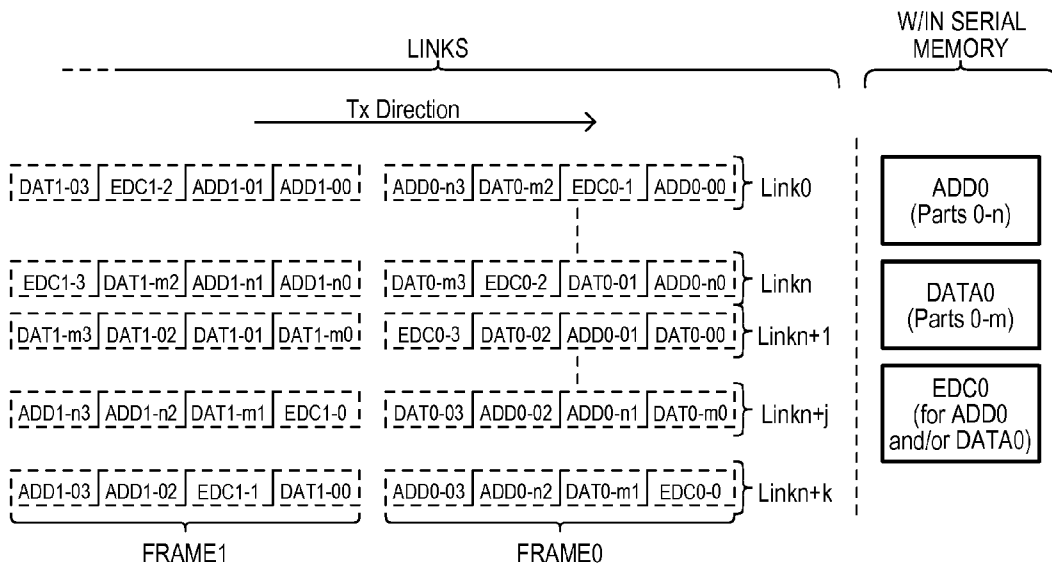 LINKS
W/IN SERIAL
MEMORY
Tx Direction
DAT1-03 EDC1-2 ADD1-01 ADD1-00 ADD0-n3 DAT0-m2 EDC0-1 ADD0-00 Link0
EDC1-3 DAT1-m2 ADD1-n1 ADD1-n0 DAT0-m3 EDC0-2 DAT0-01 ADD0-n0 Linkn
DAT1-m3 DAT1-02 DAT1-01 DAT1-m0 EDC0-3 DAT0-02 ADD0-01 DAT0-00 Linkn+1
ADD1-n3 ADD1-n2 DAT1-m1 EDC1-0 DAT0-03 ADD0-02 ADD0-n1 DAT0-m0 Linkn+j
ADD1-03 ADD1-02 EDC1-1 DAT1-00 ADD0-03 ADD0-n2 DAT0-m1 EDC0-0 Linkn+k
FRAME1 FRAME0
ADD0
(Parts 0-n)
DATA0
(Parts 0-m)
EDC0
(for ADD0
and/or DATA0)